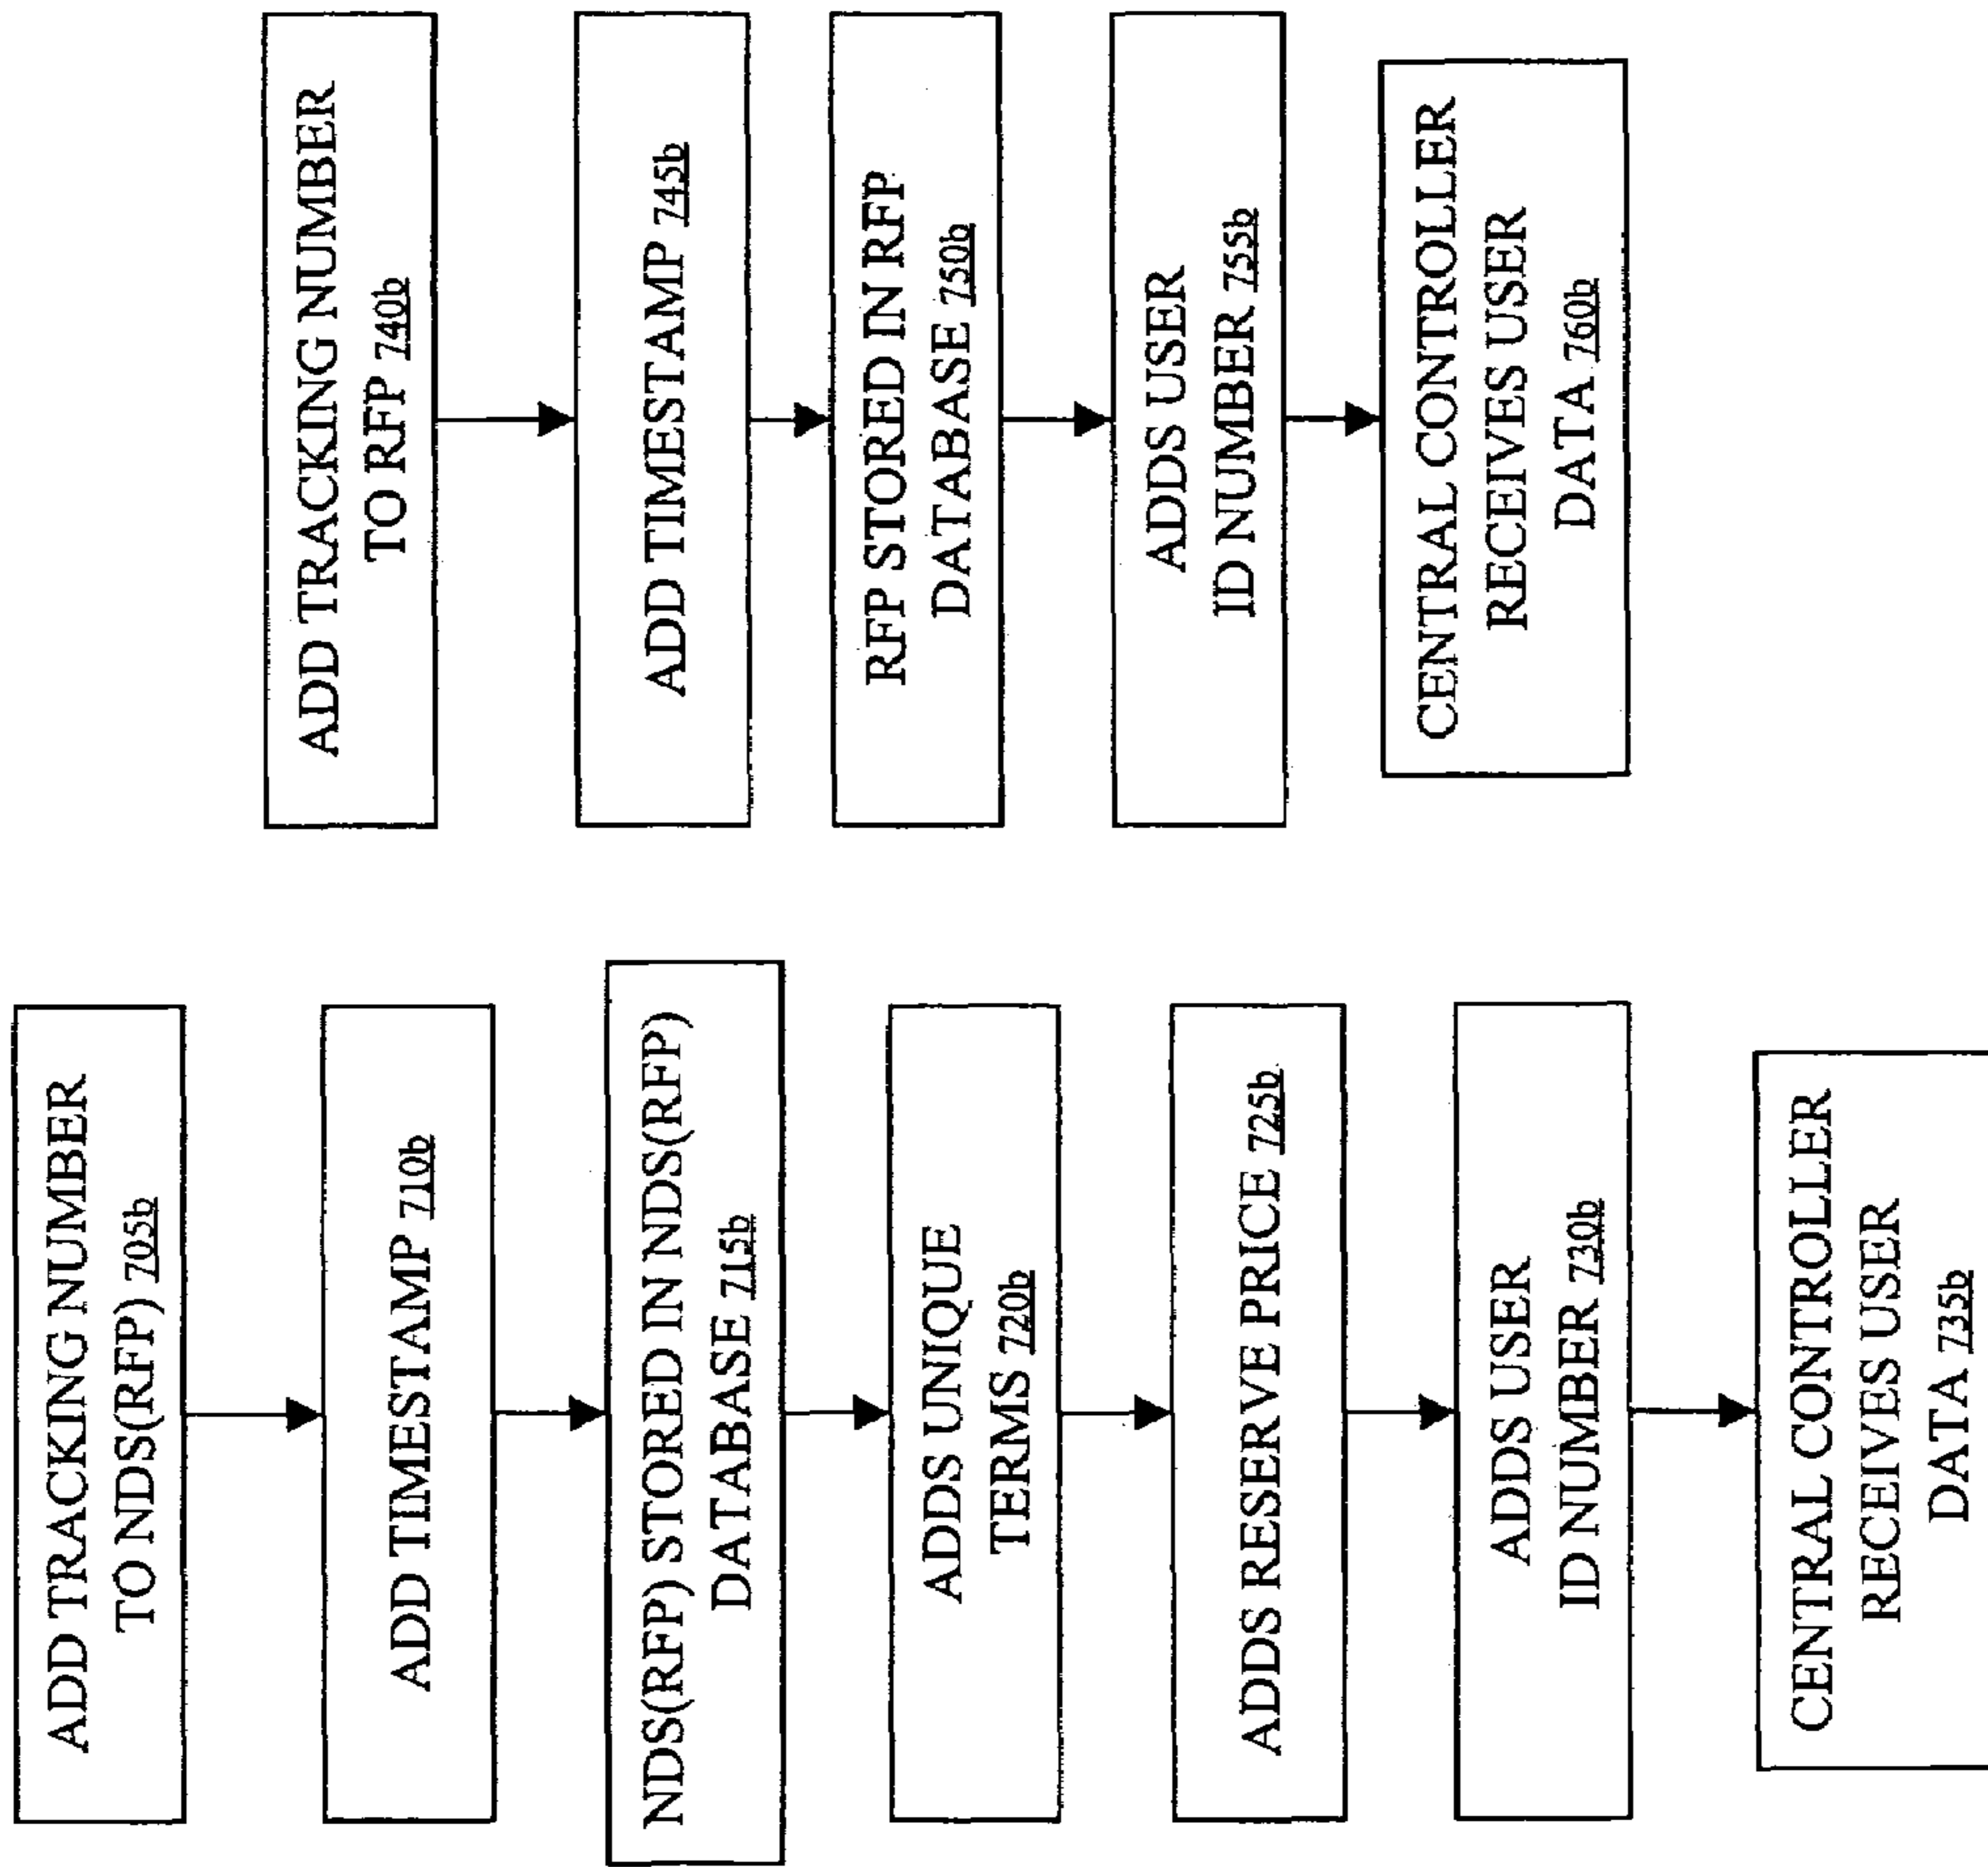 ADD TRACKING NUMBER
TO NDS(RFP) 705b
ADD TIMESTAMP 710b
NDS(RFP) STORED IN NDS(RFP)
DATABASE 715b
ADDS UNIQUE
TERMS 720b
ADDS RESERVE PRICE 725b
ADDS USER
ID NUMBER 730b
CENTRAL CONTROLLER
RECEIVES USER
DATA 735b
ADD TRACKING NUMBER
TO RFP 740b
ADD TIMESTAMP 745b
RFP STORED IN RFP
DATABASE 750b
ADDS USER
ID NUMBER 755b
CENTRAL CONTROLLER
RECEIVES USER
DATA 760b